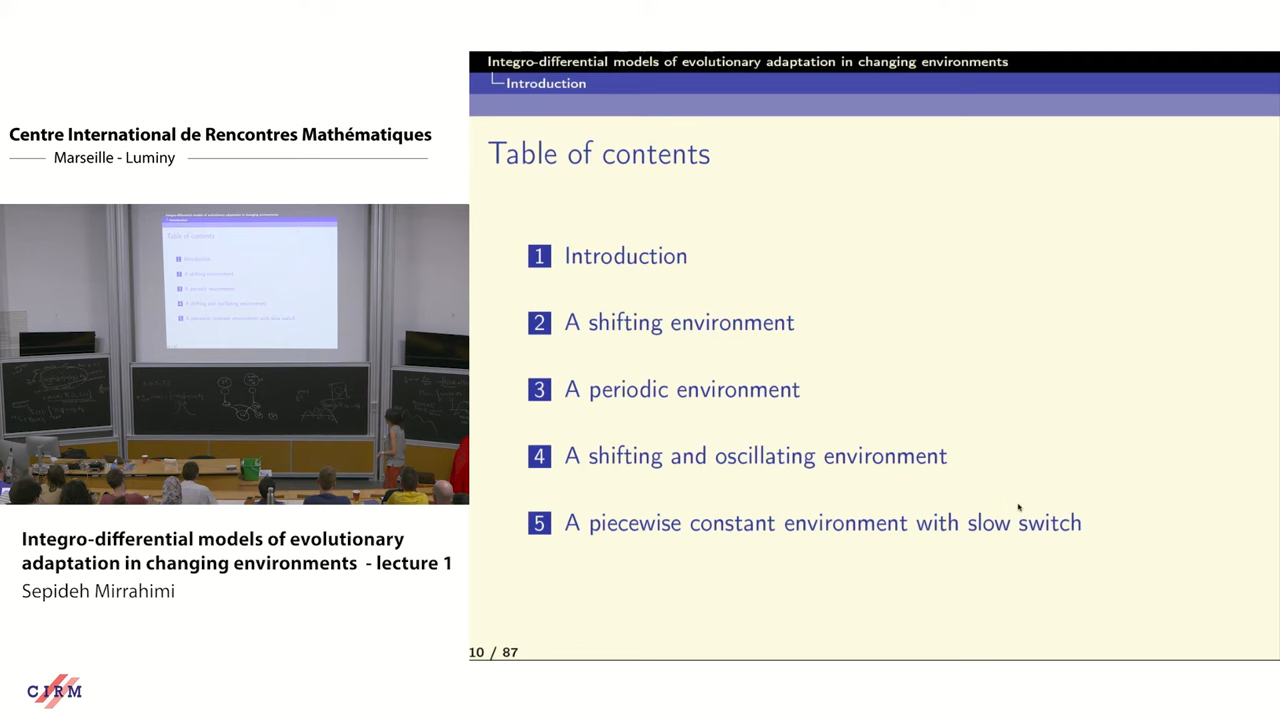 Centre International de Rencontres Mathématiques
Marseille - Luminy
Integro-differential models of evolutionary adaptation in changing environments
Introduction
Table of contents
1 Introduction
2 A shifting environment
3 A periodic environment
4 A shifting and oscillating environment
5 A piecewise constant environment with slow switch
10 / 87
Integro-differential models of evolutionary
adaptation in changing environments - lecture 1
Sepideh Mirrahimi
CIRM